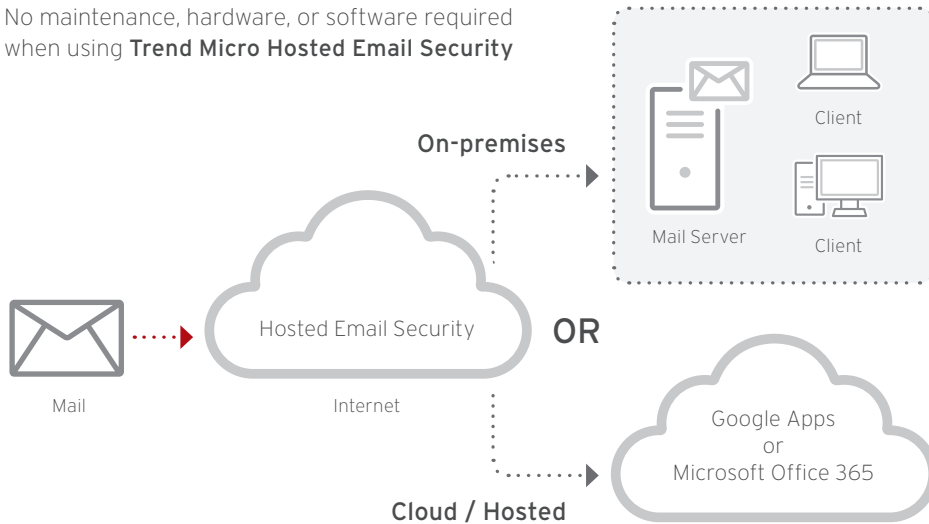 No maintenance, hardware, or software required
when using Trend Micro Hosted Email Security
On-premises
Mail Server
Client
Client
Mail
Hosted Email Security
Internet
OR
Google Apps
or
Microsoft Office 365
Cloud / Hosted